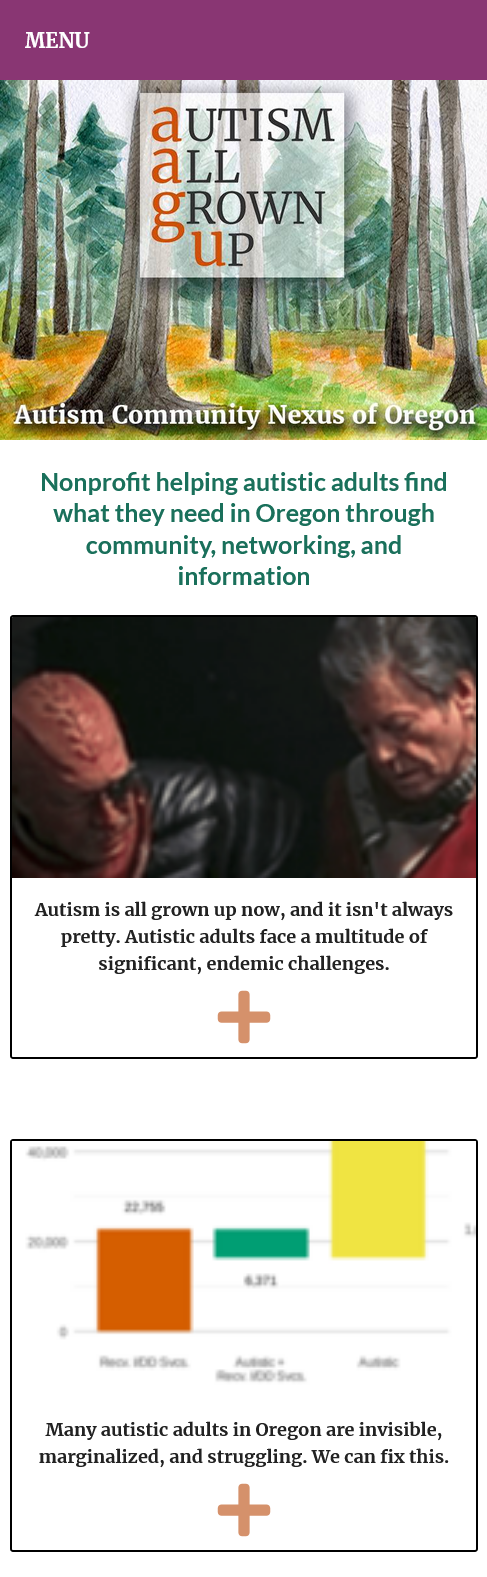 MENU
AUTISM
ALL
GROWN
UP
Autism Community Nexus of Oregon
Nonprofit helping autistic adults find
what they need in Oregon through
community, networking, and
information
Autism is all grown up now, and it isn't always
pretty. Autistic adults face a multitude of
significant, endemic challenges.
40,000
22,755
20,000
6,371
0
Recv. I/DD Svcs.
Autistic +
Recv. I/DD Svcs.
Autistic
Many autistic adults in Oregon are invisible,
marginalized, and struggling. We can fix this.